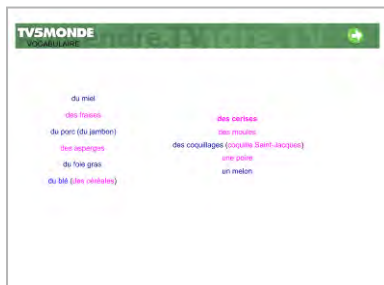 TV5MONDE
VOCABULAIRE
du miel
des fraises
du porc (du jambon)
des asperges
du foie gras
du blé (des céréales)
des cerises
des moules
des coquillages (coquille Saint-Jacques)
une poire
un melon